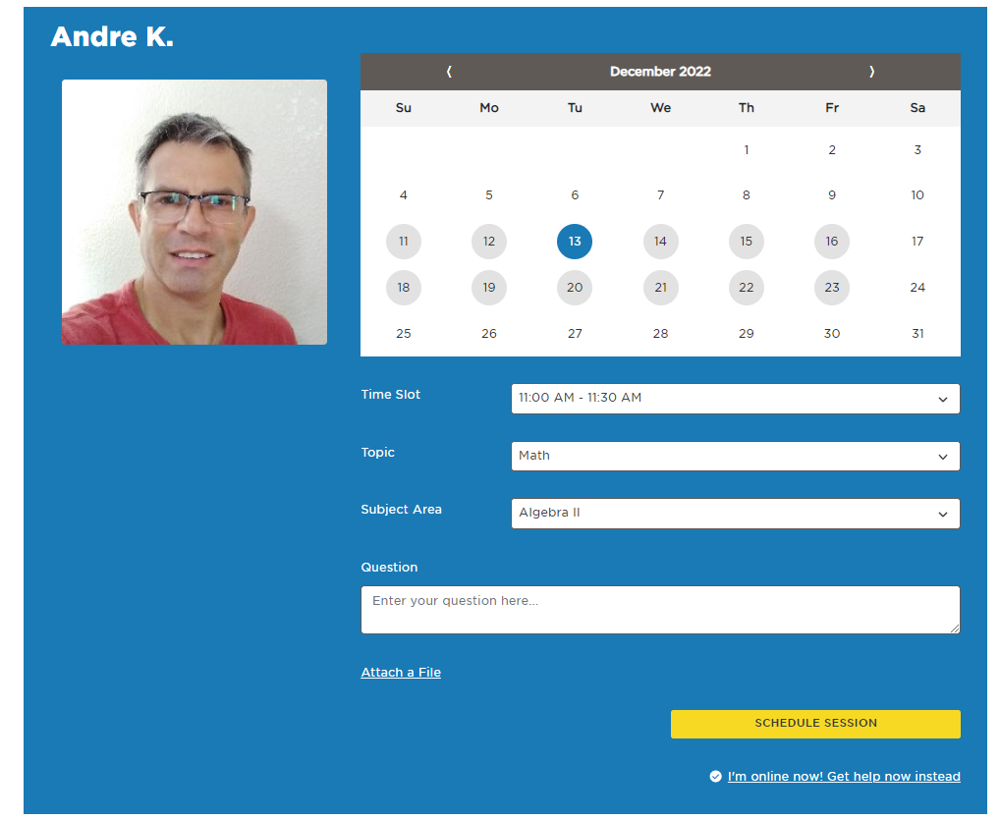 Andre K.
⟨ December 2022 ⟩
Su Mo Tu We Th Fr Sa
1 2 3
4 5 6 7 8 9 10
11 12 13 14 15 16 17
18 19 20 21 22 23 24
25 26 27 28 29 30 31
Time Slot 11:00 AM - 11:30 AM
Topic Math
Subject Area Algebra II
Question
Enter your question here...
Attach a File
SCHEDULE SESSION
I'm online now! Get help now instead